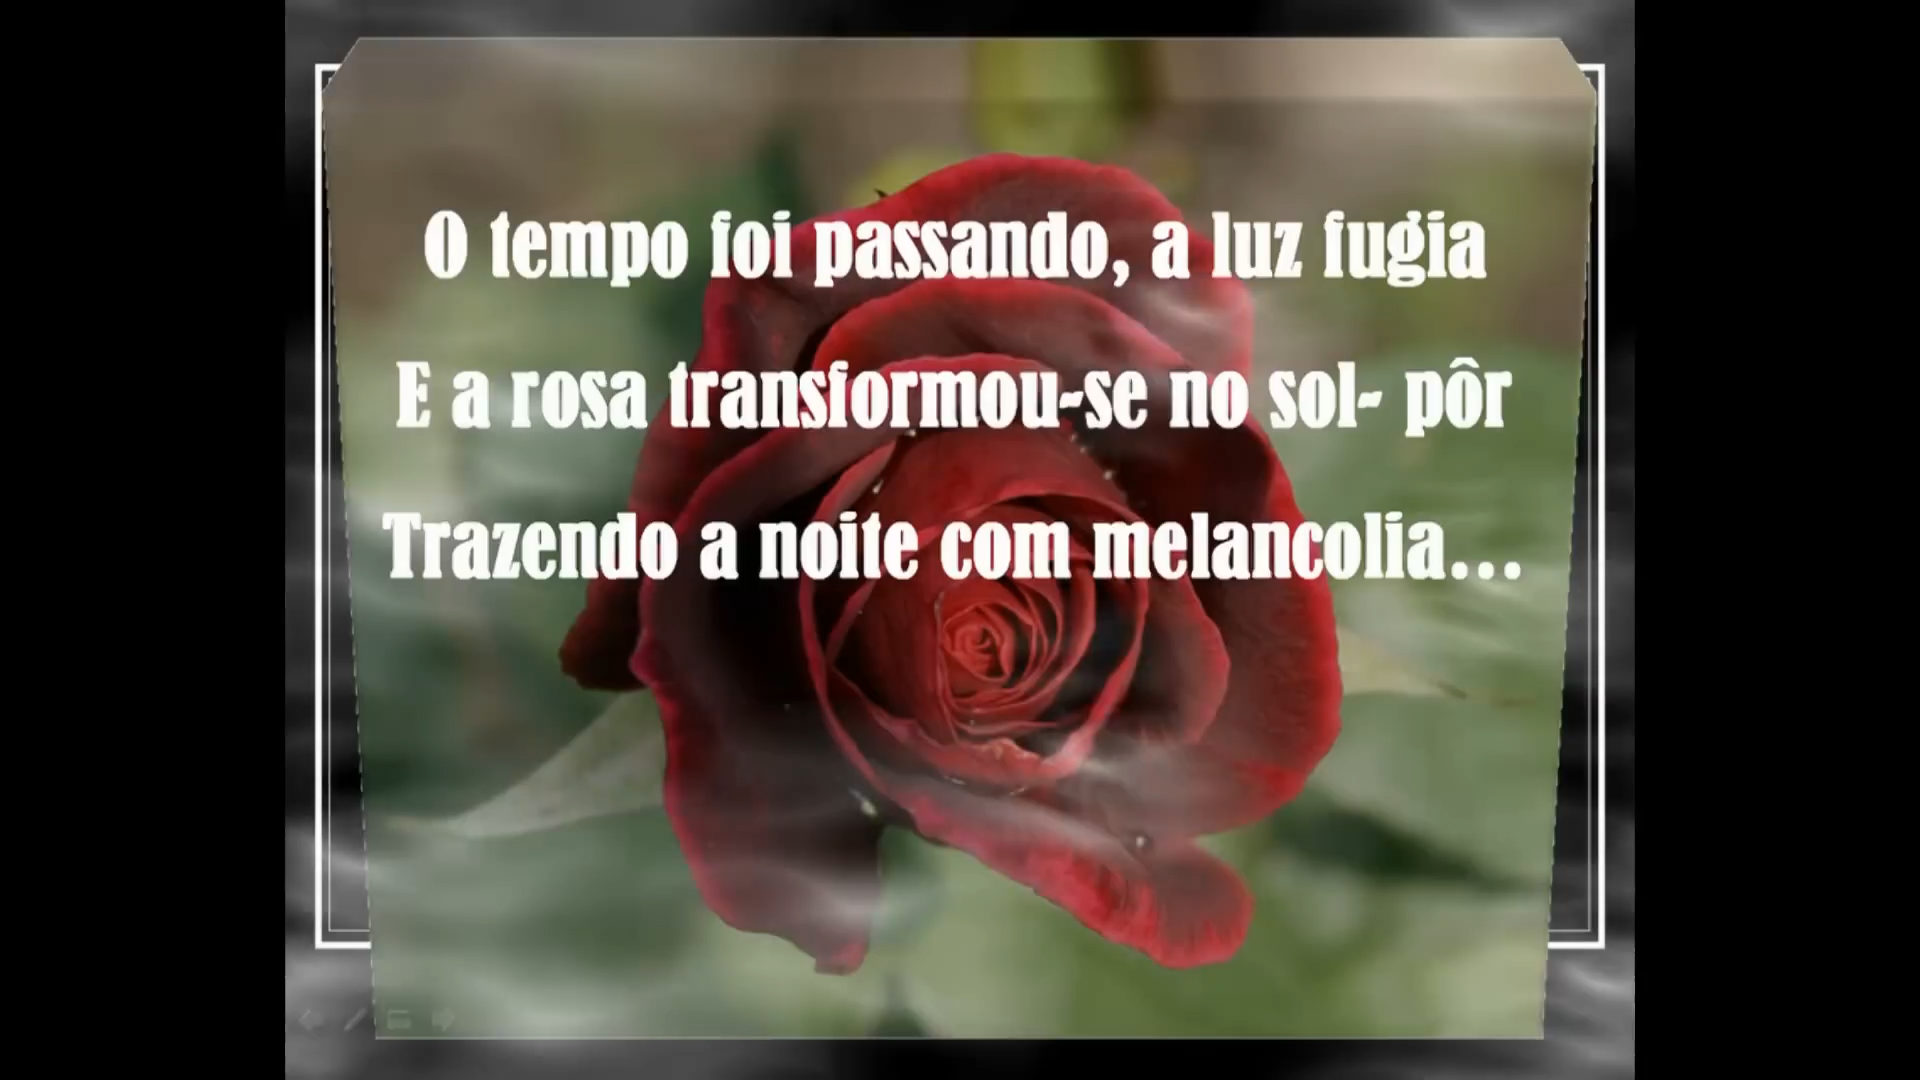 O tempo foi passando, a luz fugia
E a rosa transformou-se no sol- pôr
Trazendo a noite com melancolia...